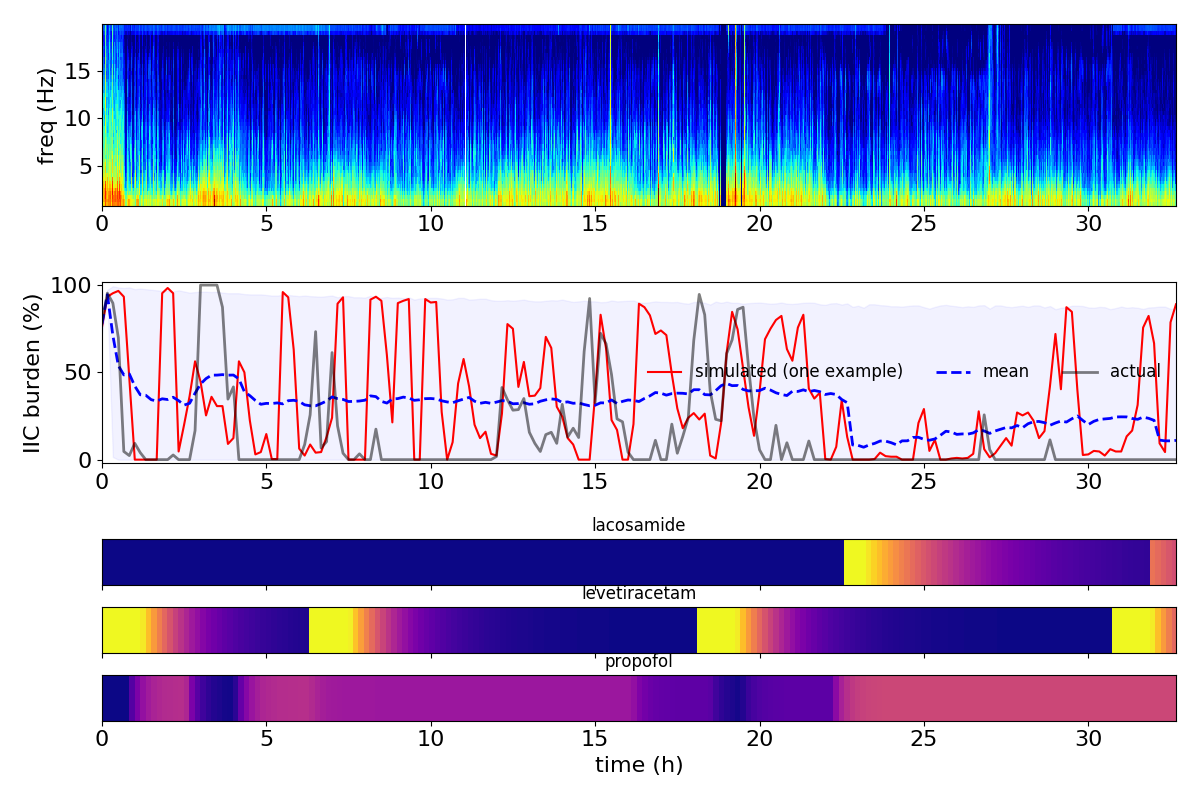 freq (Hz)
15
10
5
0 5 10 15 20 25 30
IIC burden (%)
100
50
0
simulated (one example) mean actual
0 5 10 15 20 25 30
lacosamide
levetiracetam
propofol
0 5 10 15 20 25 30
time (h)